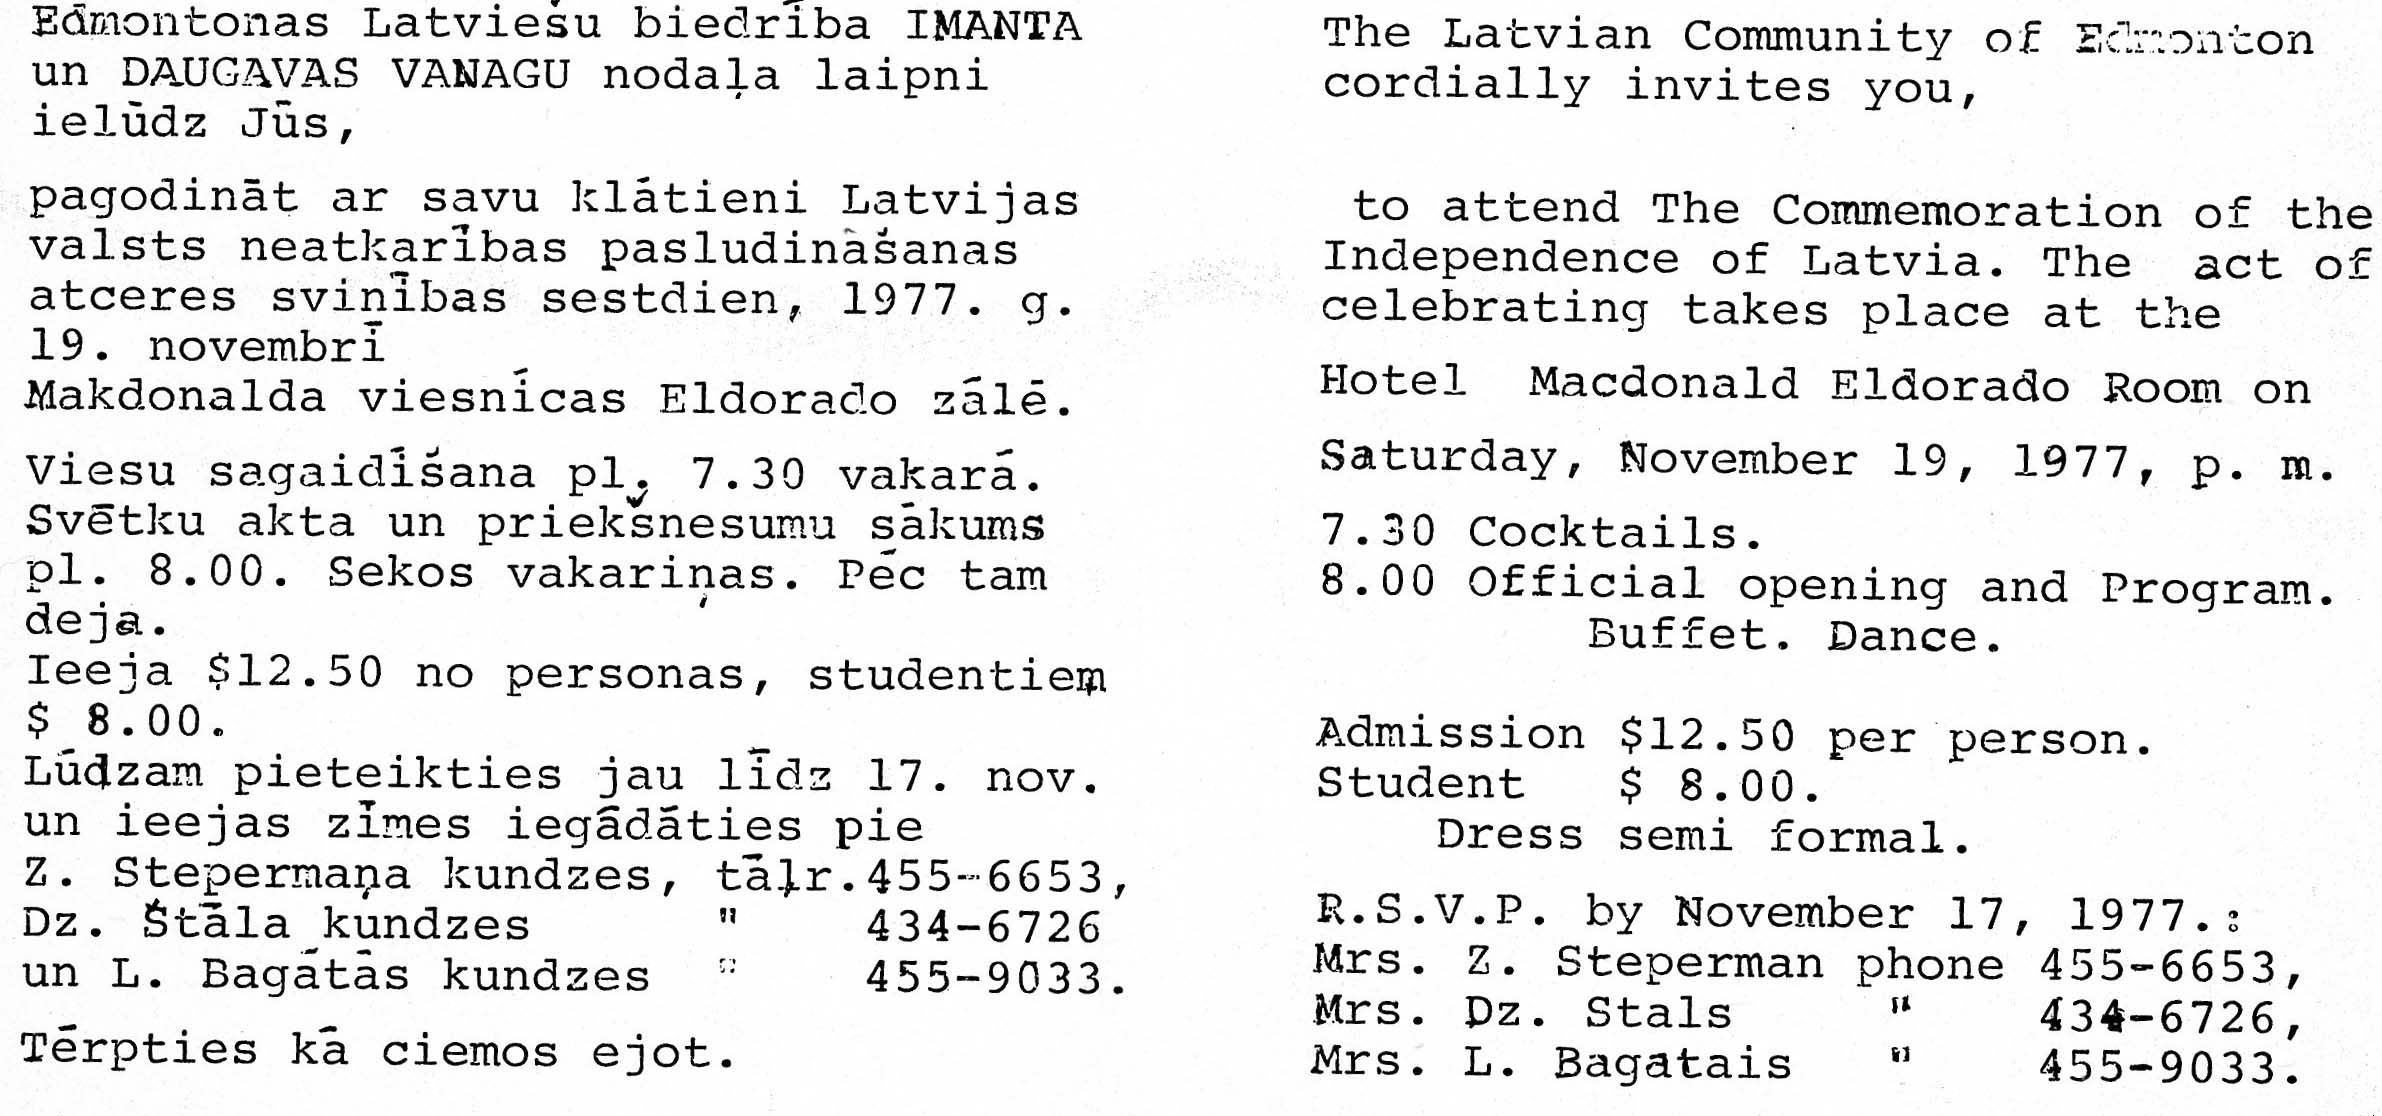 Edmontonas Latviešu biedrība IMANTA
un DAUGAVAS VANAGU nodaļa laipni
ielūdz Jūs,
pagodināt ar savu klātieni Latvijas
valsts neatkarības pasludināšanas
atceres sviņības sestdien, 1977. g.
19. novembrī
Makdonalda viesnīcas Eldorado zālē.
Viesu sagaidīšana pl. 7.30 vakarā.
Svētku akta un priekšnesumu sākums
pl. 8.00. Sekos vakariņas. Pēc tam
deja.
Ieeja $12.50 no personas, studentiem
$ 8.00.
Lūdzam pieteikties jau līdz 17. nov.
un ieejas zīmes iegādāties pie
Z. Stepermaņa kundzes, tāļr.455-6653,
Dz. Štāla kundzes " 434-6726
un L. Bagātās kundzes " 455-9033.
Tērpties kā ciemos ejot.
The Latvian Community of Edmonton
cordially invites you,
to attend The Commemoration of the
Independence of Latvia. The act of
celebrating takes place at the
Hotel Macdonald Eldorado Room on
Saturday, November 19, 1977, p. m.
7.30 Cocktails.
8.00 Official opening and Program.
Buffet. Dance.
Admission $12.50 per person.
Student $ 8.00.
Dress semi formal.
R.S.V.P. by November 17, 1977.:
Mrs. Z. Steperman phone 455-6653,
Mrs. Dz. Stals " 434-6726,
Mrs. L. Bagatais " 455-9033.